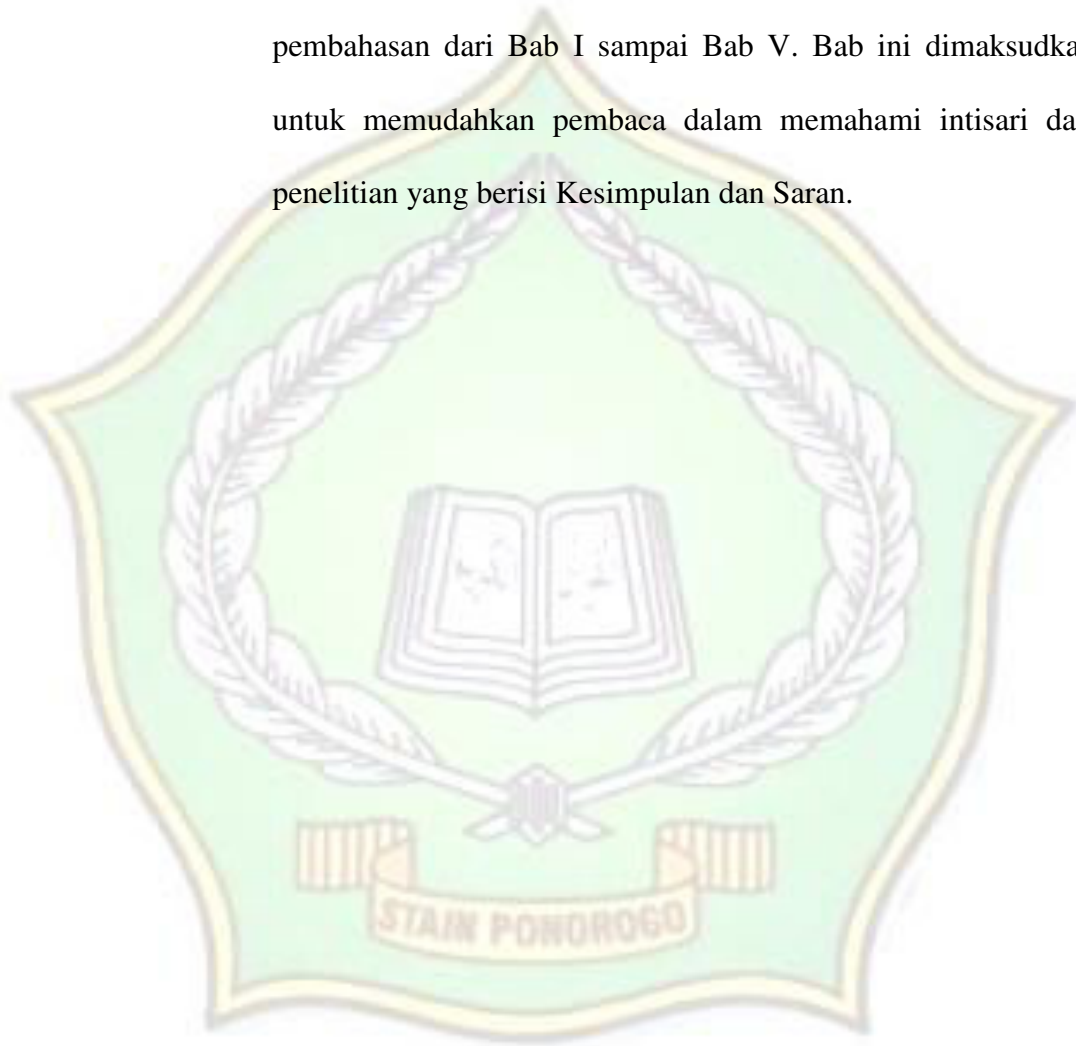 pembahasan dari Bab I sampai Bab V. Bab ini dimaksudka
untuk memudahkan pembaca dalam memahami intisari da
penelitian yang berisi Kesimpulan dan Saran.
STAIN PONOROGO